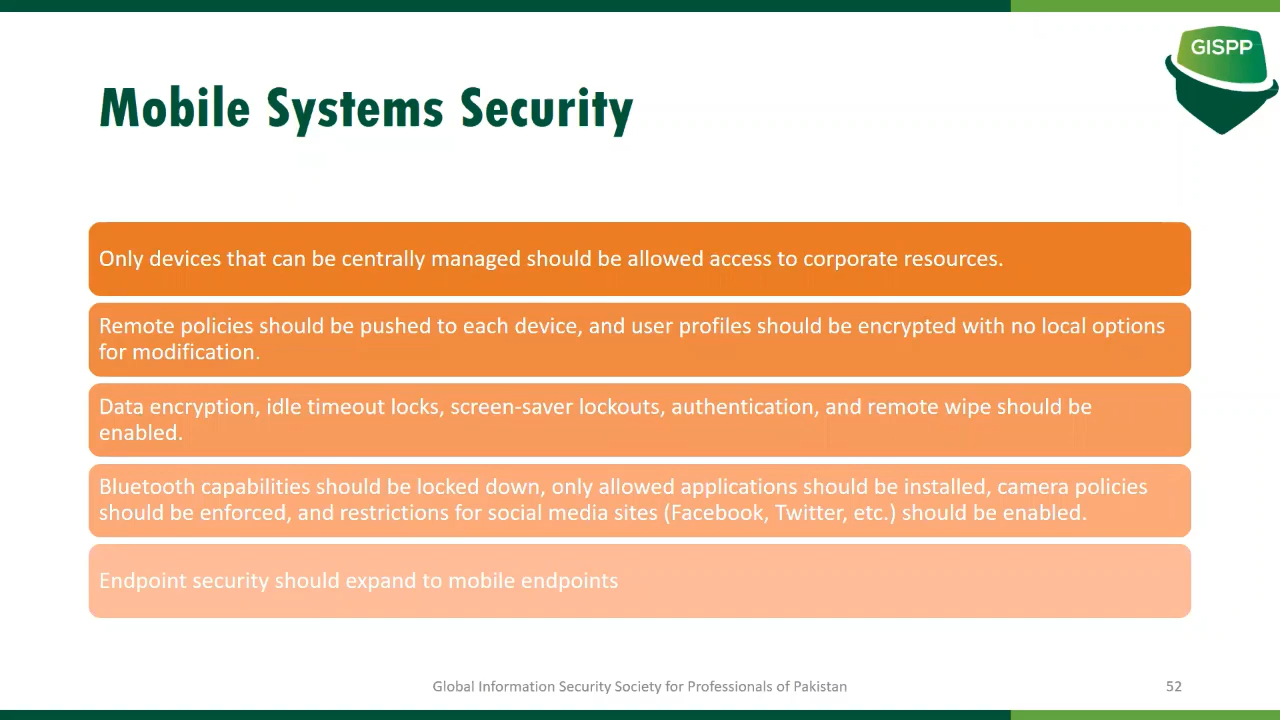 GISPP
Mobile Systems Security
Only devices that can be centrally managed should be allowed access to corporate resources.
Remote policies should be pushed to each device, and user profiles should be encrypted with no local options
for modification.
Data encryption, idle timeout locks, screen-saver lockouts, authentication, and remote wipe should be
enabled.
Bluetooth capabilities should be locked down, only allowed applications should be installed, camera policies
should be enforced, and restrictions for social media sites (Facebook, Twitter, etc.) should be enabled.
Endpoint security should expand to mobile endpoints
Global Information Security Society for Professionals of Pakistan
52